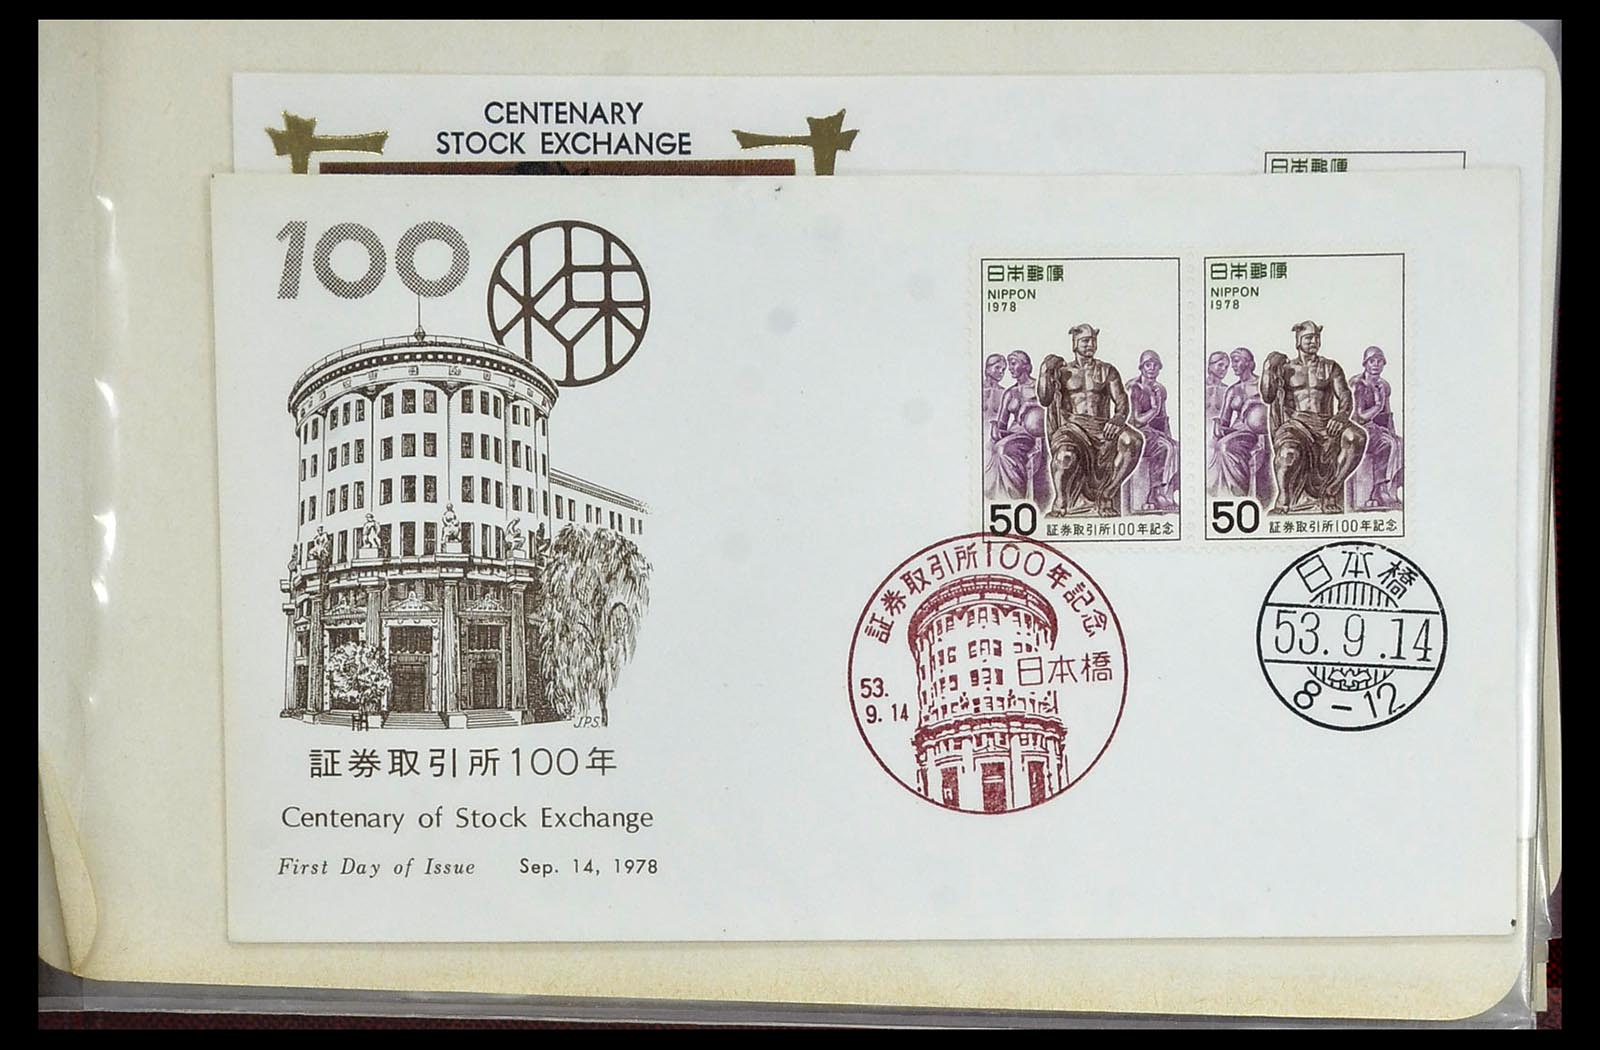 CENTENARY
STOCK EXCHANGE
日本郵便
100
株
日本郵便
NIPPON
1978
50
証券取引所100年記念
日本郵便
NIPPON
1978
50
証券取引所100年記念
J.P.S.
証券取引所100年
Centenary of Stock Exchange
First Day of Issue Sep. 14, 1978
証券取引所100年記念
日本橋
53.
9.14
日本橋
53.9.14
8-12